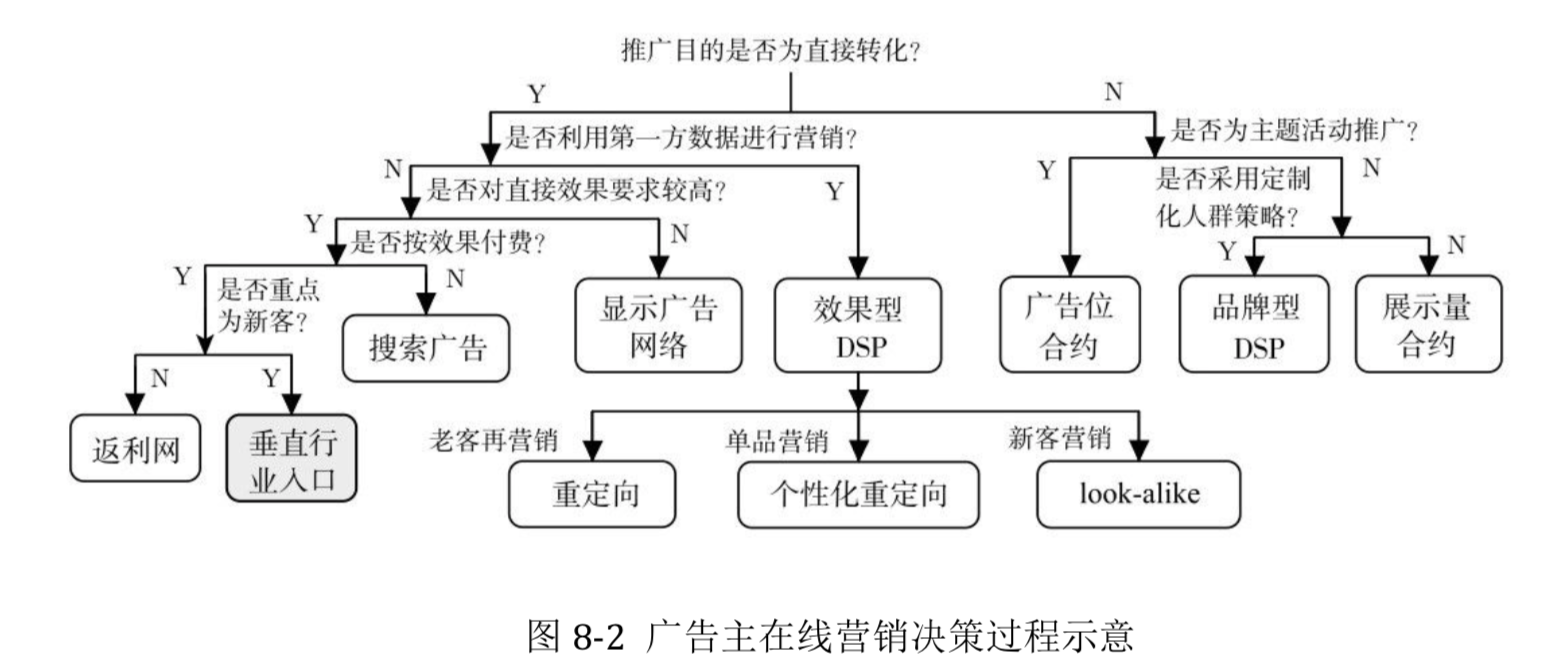 推广目的是否为直接转化？
Y
N
是否利用第一方数据进行营销？
是否为主题活动推广？
N
是否对直接效果要求较高？
Y
Y
是否采用定制
化人群策略？
N
Y
是否按效果付费？
N
Y
N
Y
是否重点
为新客？
N
显示广告
网络
效果型
DSP
广告位
合约
品牌型
DSP
展示量
合约
搜索广告
N
Y
返利网
垂直行
业入口
老客再营销
单品营销
新客营销
重定向
个性化重定向
look-alike
图 8-2 广告主在线营销决策过程示意